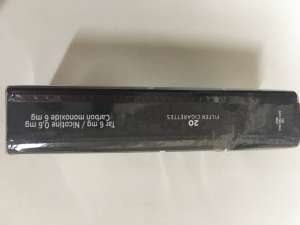 Tar 6 mg / Nicotine 0,6 mg
Carbon monoxide 6 mg
20
FILTER CIGARETTES